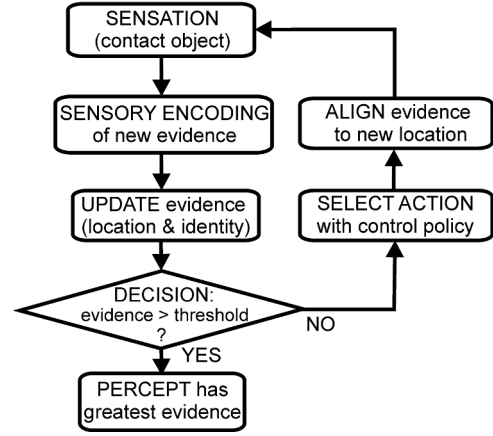 SENSATION
(contact object)
SENSORY ENCODING
of new evidence
UPDATE evidence
(location & identity)
DECISION:
evidence > threshold
?
YES
PERCEPT has
greatest evidence
NO
SELECT ACTION
with control policy
ALIGN evidence
to new location